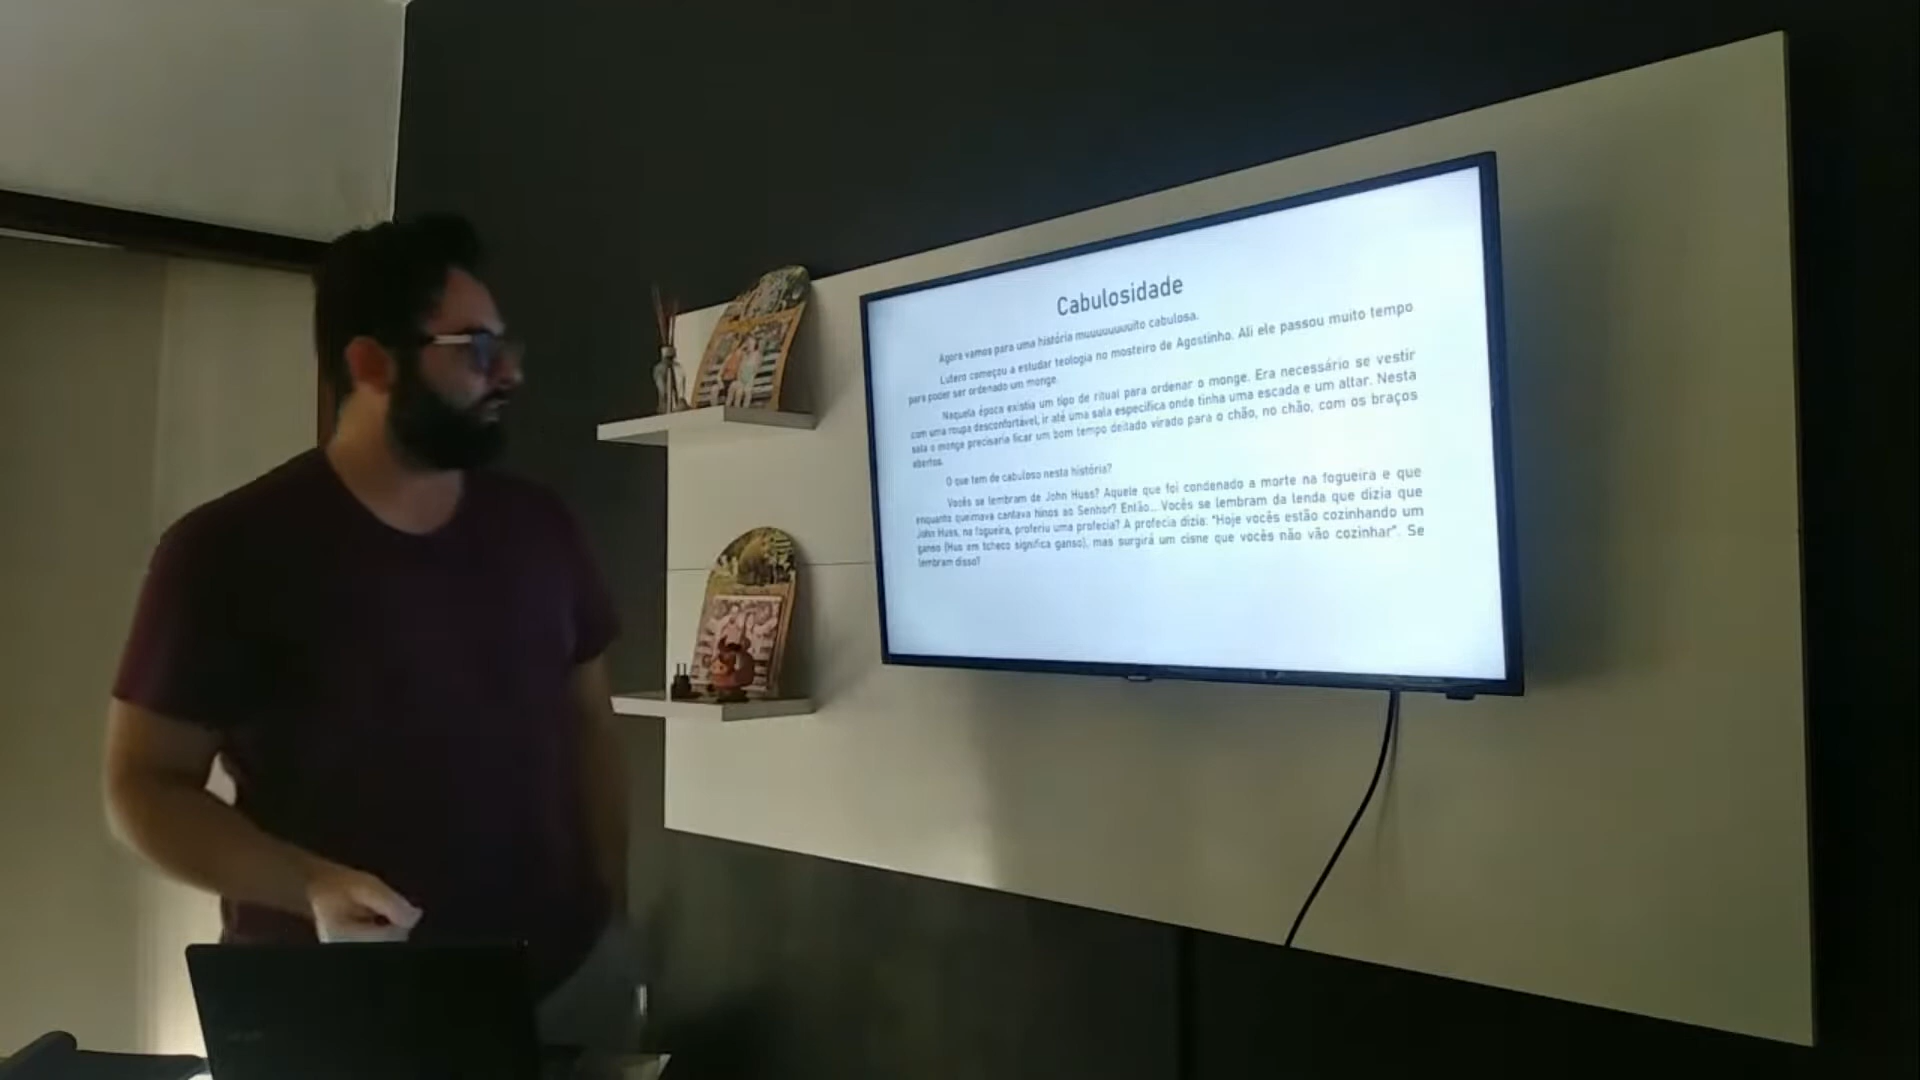 Cabulosidade
Agora vamos para uma história muuuuuuuuito cabulosa.
Lutero começou a estudar teologia no mosteiro de Agostinho. Ali ele passou muito tempo
para poder ser ordenado um monge.
Naquela época existia um tipo de ritual para ordenar o monge. Era necessário se vestir
com uma roupa desconfortável, ir até uma sala específica onde tinha uma escada e um altar. Nesta
sala o monge precisaria ficar um bom tempo deitado virado para o chão, no chão, com os braços
abertos.
O que tem de cabuloso nesta história?
Vocês se lembram de John Huss? Aquele que foi condenado a morte na fogueira e que
enquanto queimava cantava hinos ao Senhor? Então... Vocês se lembram da lenda que dizia que
John Huss, na fogueira, proferiu uma profecia? A profecia dizia: "Hoje vocês estão cozinhando um
ganso (Hus em tcheco significa ganso), mas surgirá um cisne que vocês não vão cozinhar". Se
lembram disso?